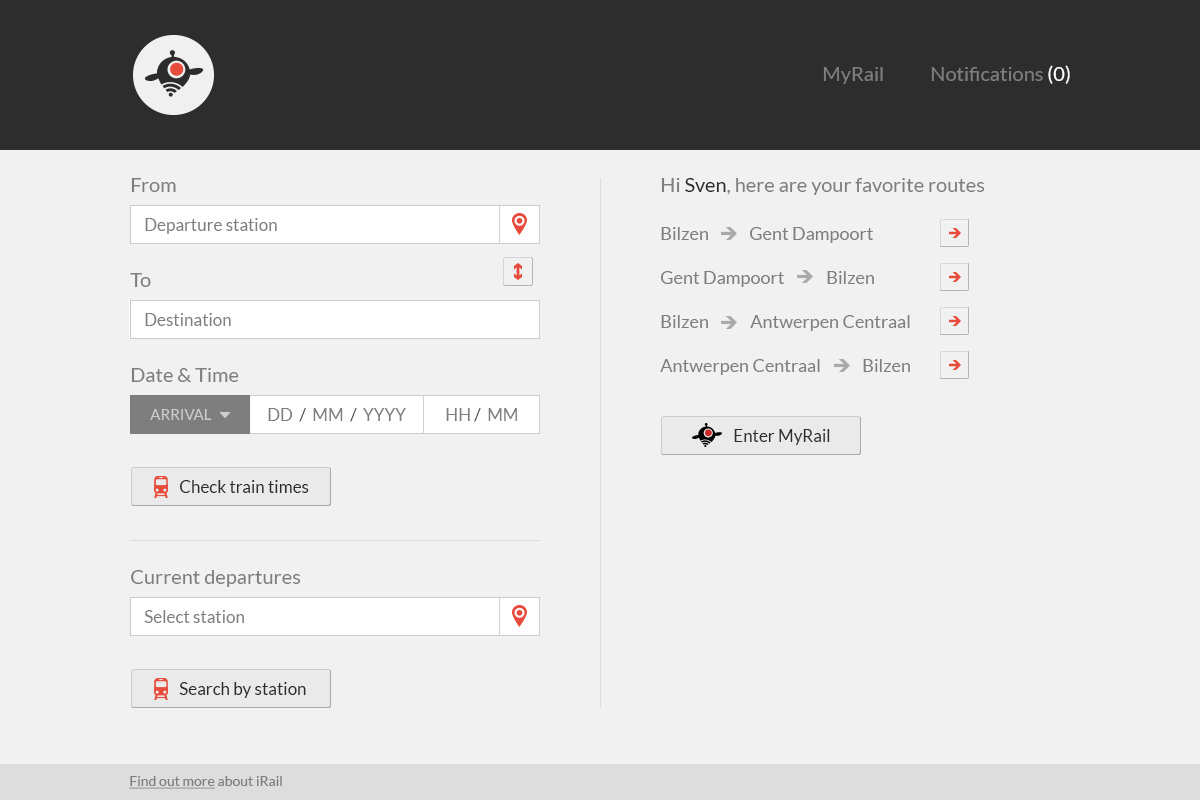 MyRail
Notifications (0)
From
Departure station
To
Destination
Date & Time
ARRIVAL DD / MM / YYYY HH / MM
Check train times
Current departures
Select station
Search by station
Hi Sven, here are your favorite routes
Bilzen Gent Dampoort
Gent Dampoort Bilzen
Bilzen Antwerpen Centraal
Antwerpen Centraal Bilzen
Enter MyRail
Find out more about iRail